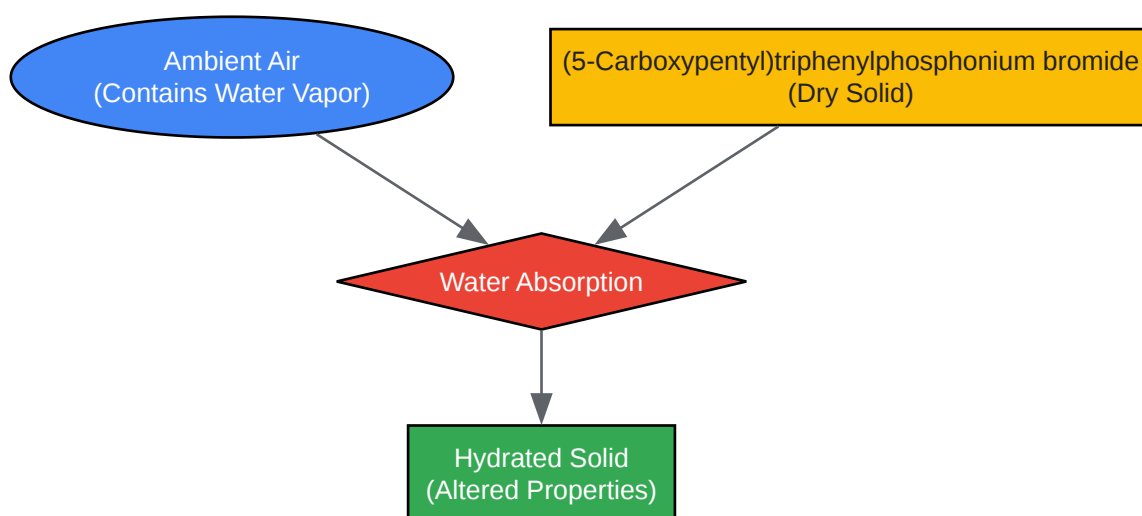 Ambient Air
(Contains Water Vapor)
(5-Carboxypentyl)triphenylphosphonium bromide
(Dry Solid)
Water Absorption
Hydrated Solid
(Altered Properties)